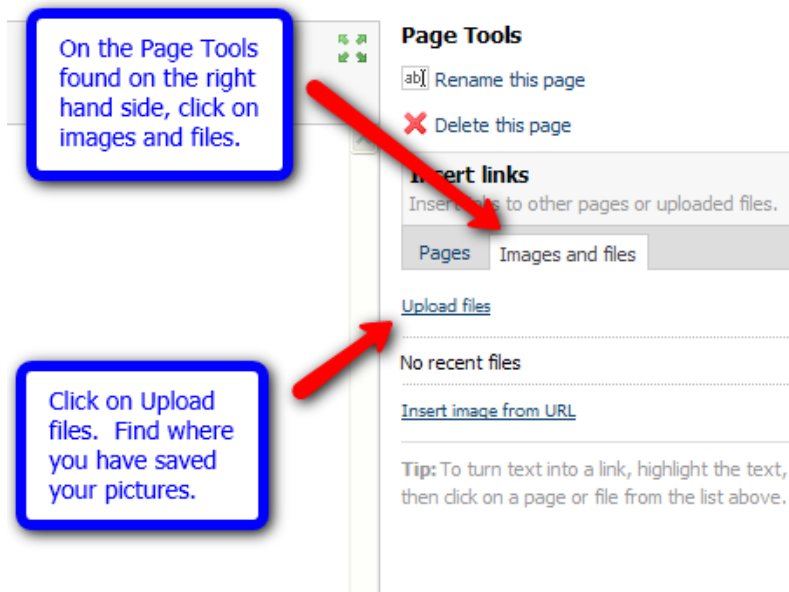 On the Page Tools
found on the right
hand side, click on
images and files.
Page Tools
ab Rename this page
Delete this page
Insert links
Insert links to other pages or uploaded files.
Pages Images and files
Upload files
No recent files
Insert image from URL
Tip: To turn text into a link, highlight the text,
then click on a page or file from the list above.
Click on Upload
files.  Find where
you have saved
your pictures.